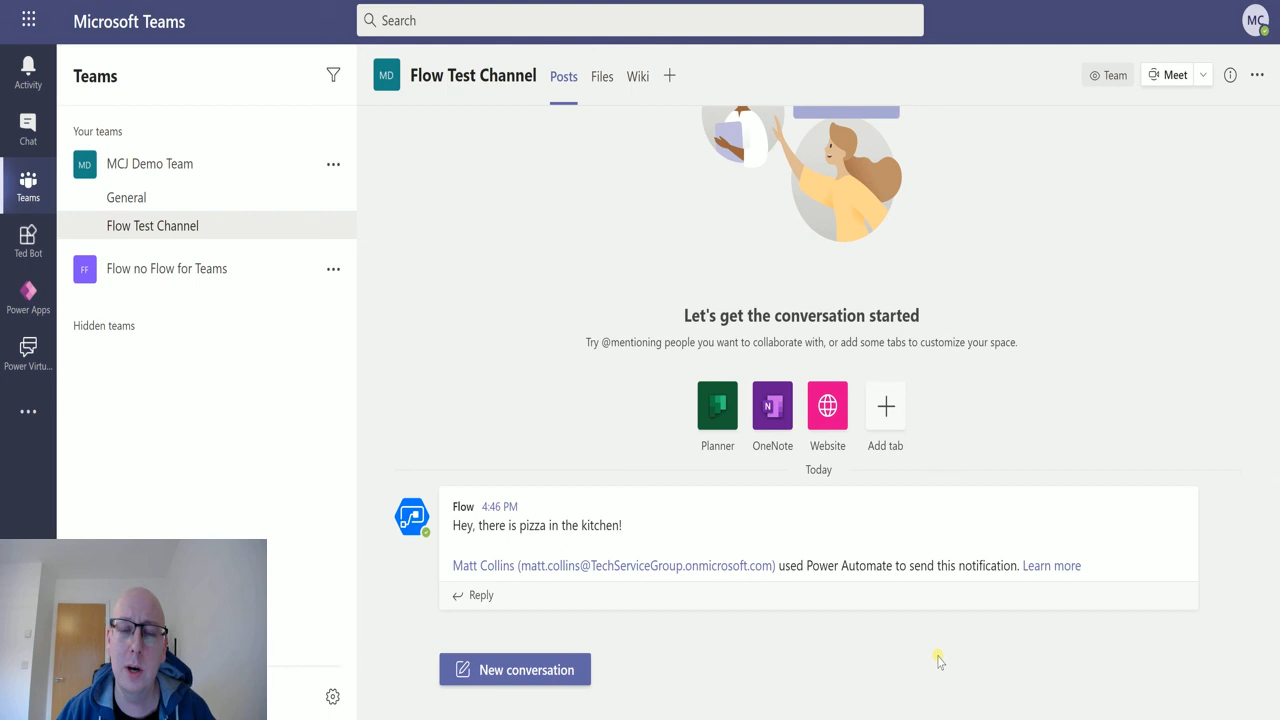 Microsoft Teams
Search
MC
Activity
Chat
Teams
Ted Bot
Power Apps
Power Virtu...
Teams
Your teams
MD
MCJ Demo Team
General
Flow Test Channel
FF
Flow no Flow for Teams
Hidden teams
MD
Flow Test Channel
Posts
Files
Wiki
Team
Meet
Let's get the conversation started
Try @mentioning people you want to collaborate with, or add some tabs to customize your space.
N
Planner
OneNote
Website
Add tab
Today
Flow 4:46 PM
Hey, there is pizza in the kitchen!
Matt Collins (matt.collins@TechServiceGroup.onmicrosoft.com) used Power Automate to send this notification. Learn more
Reply
New conversation